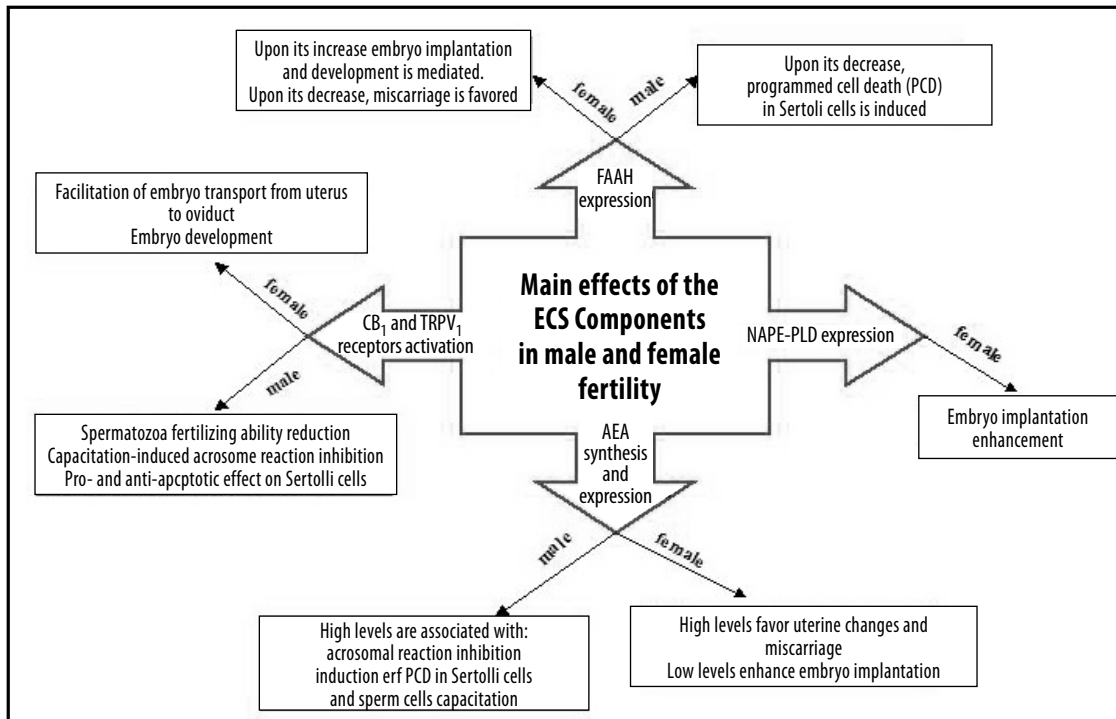 Upon its increase embryo implantation
and development is mediated.
Upon its decrease, miscarriage is favored
Upon its decrease,
programmed cell death (PCD)
in Sertoli cells is induced
female
male
FAAH
expression
Facilitation of embryo transport from uterus
to oviduct
Embryo development
female
CB₁ and TRPV₁
receptors activation
male
Main effects of the
ECS Components
in male and female
fertility
NAPE-PLD expression
female
Embryo implantation
enhancement
Spermatozoa fertilizing ability reduction
Capacitation-induced acrosome reaction inhibition
Pro- and anti-apcptotic effect on Sertolli cells
AEA
synthesis
and
expression
male
female
High levels are associated with:
acrosomal reaction inhibition
induction erf PCD in Sertolli cells
and sperm cells capacitation
High levels favor uterine changes and
miscarriage
Low levels enhance embryo implantation